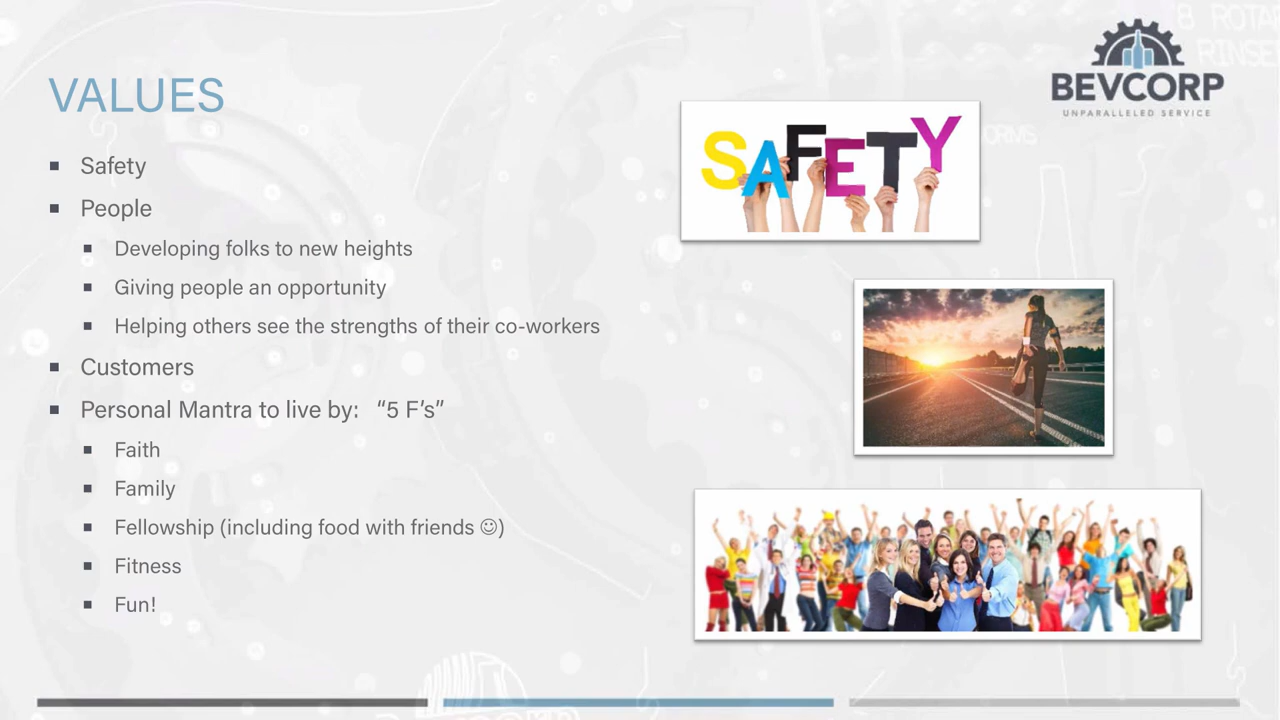 VALUES
BEVCORP
UNPARALLELED SERVICE
▪ Safety
▪ People
▪ Developing folks to new heights
▪ Giving people an opportunity
▪ Helping others see the strengths of their co-workers
▪ Customers
▪ Personal Mantra to live by: “5 F’s”
▪ Faith
▪ Family
▪ Fellowship (including food with friends ☺)
▪ Fitness
▪ Fun!
SAFETY